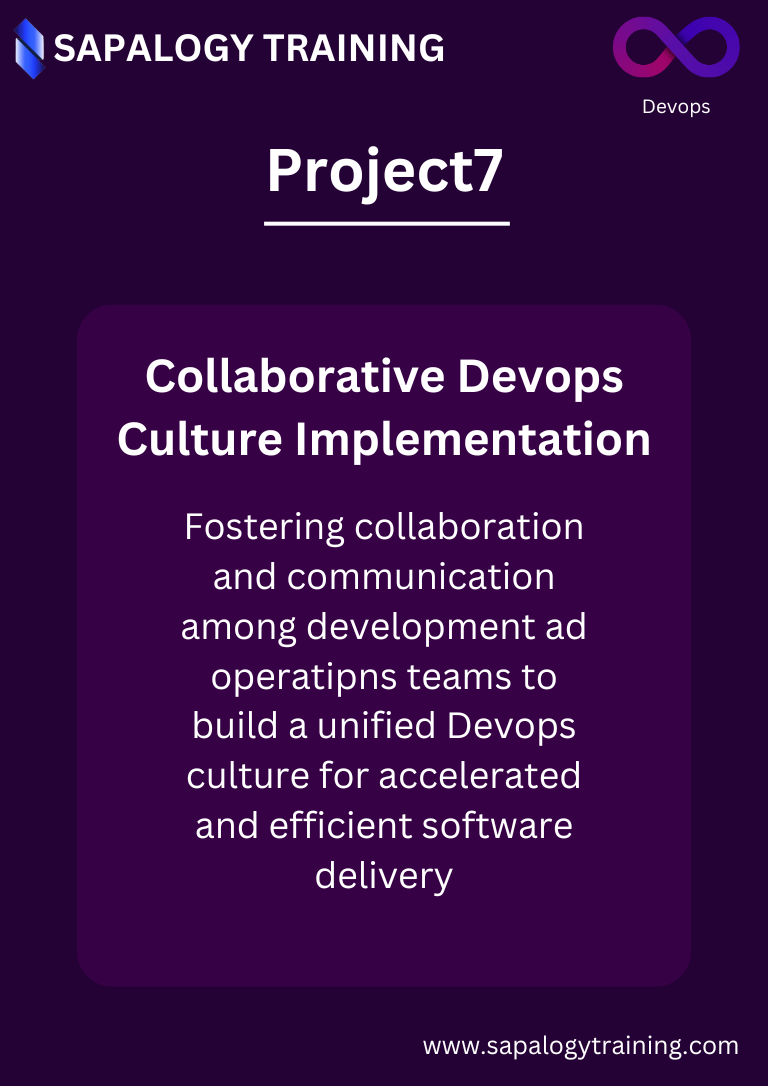 SAPALOGY TRAINING
Devops
Project7
Collaborative Devops
Culture Implementation
Fostering collaboration
and communication
among development ad
operatipns teams to
build a unified Devops
culture for accelerated
and efficient software
delivery
www.sapalogytraining.com